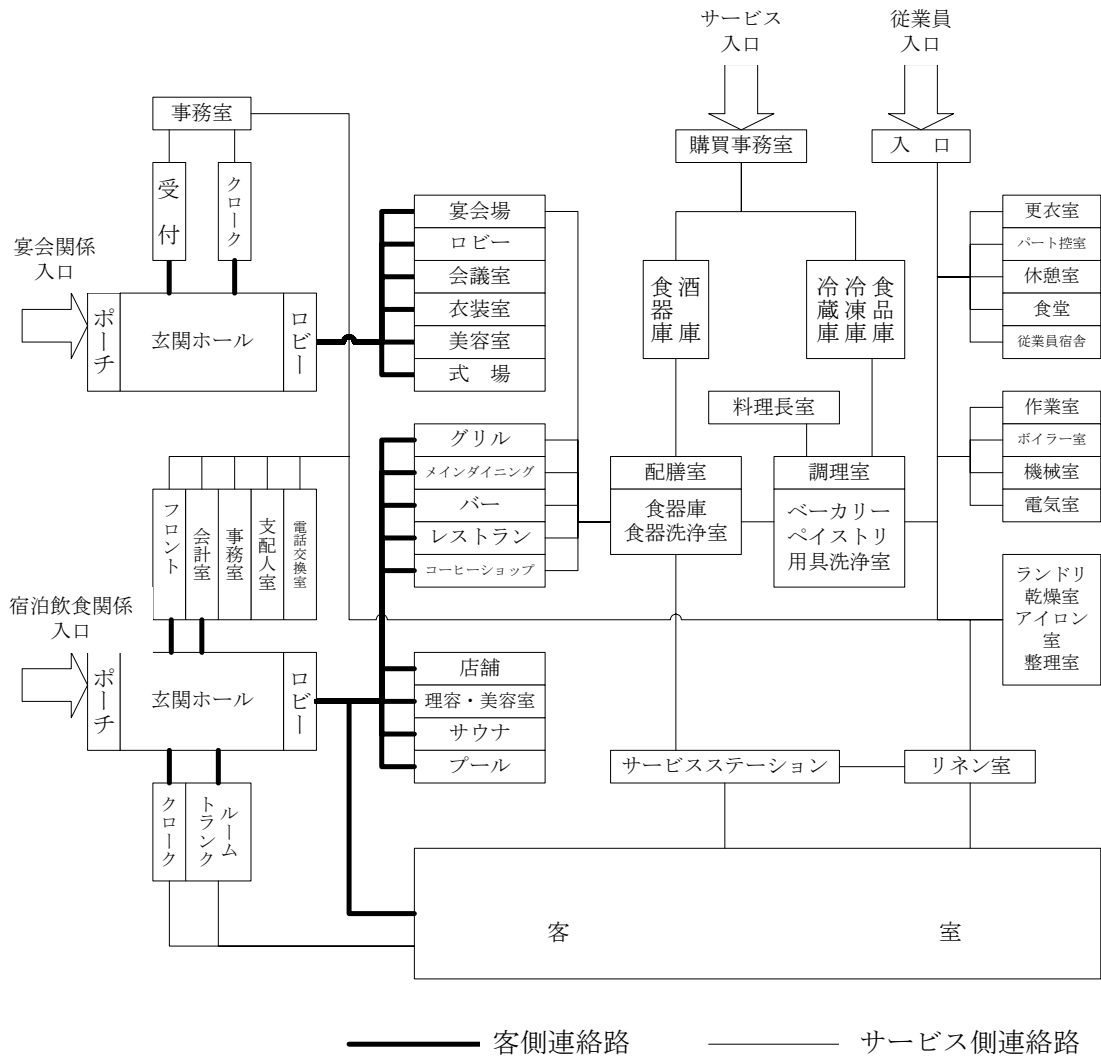 サービス
入口
従業員
入口
事務室
購買事務室
入 口
受付
クローク
宴会関係
入口
ポーチ
玄関ホール
ロビー
宴会場
ロビー
会議室
衣装室
美容室
式 場
酒庫
食器庫
食品庫
冷凍庫
冷蔵庫
更衣室
パート控室
休憩室
食堂
従業員宿舎
料理長室
作業室
ボイラー室
機械室
電気室
グリル
メインダイニング
バー
レストラン
コーヒーショップ
配膳室
食器庫
食器洗浄室
調理室
ベーカリー
ペイストリ
用具洗浄室
フロント
会計室
事務室
支配人室
電話交換室
ランドリ
乾燥室
アイロン
室
整理室
宿泊飲食関係
入口
ポーチ
玄関ホール
ロビー
店舗
理容・美容室
サウナ
プール
サービスステーション
リネン室
クローク
トランク
ルーム
客 室
客側連絡路
サービス側連絡路